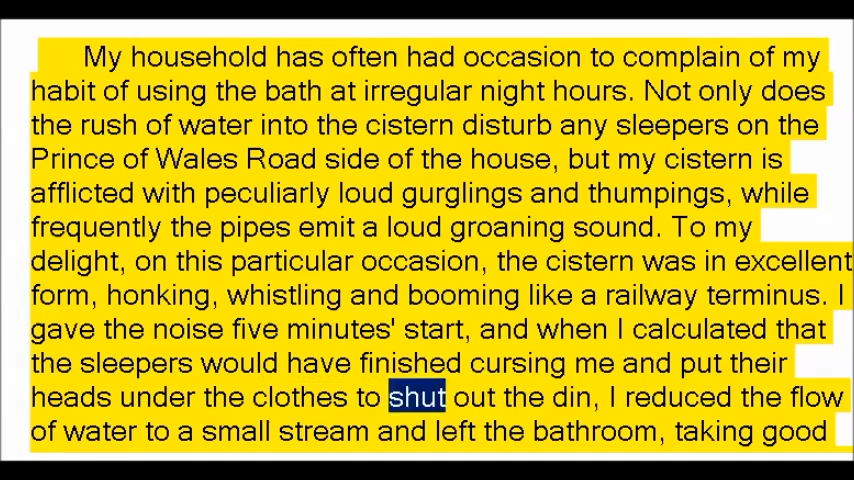 My household has often had occasion to complain of my
habit of using the bath at irregular night hours. Not only does
the rush of water into the cistern disturb any sleepers on the
Prince of Wales Road side of the house, but my cistern is
afflicted with peculiarly loud gurglings and thumpings, while
frequently the pipes emit a loud groaning sound. To my
delight, on this particular occasion, the cistern was in excellent
form, honking, whistling and booming like a railway terminus. I
gave the noise five minutes' start, and when I calculated that
the sleepers would have finished cursing me and put their
heads under the clothes to shut out the din, I reduced the flow
of water to a small stream and left the bathroom, taking good